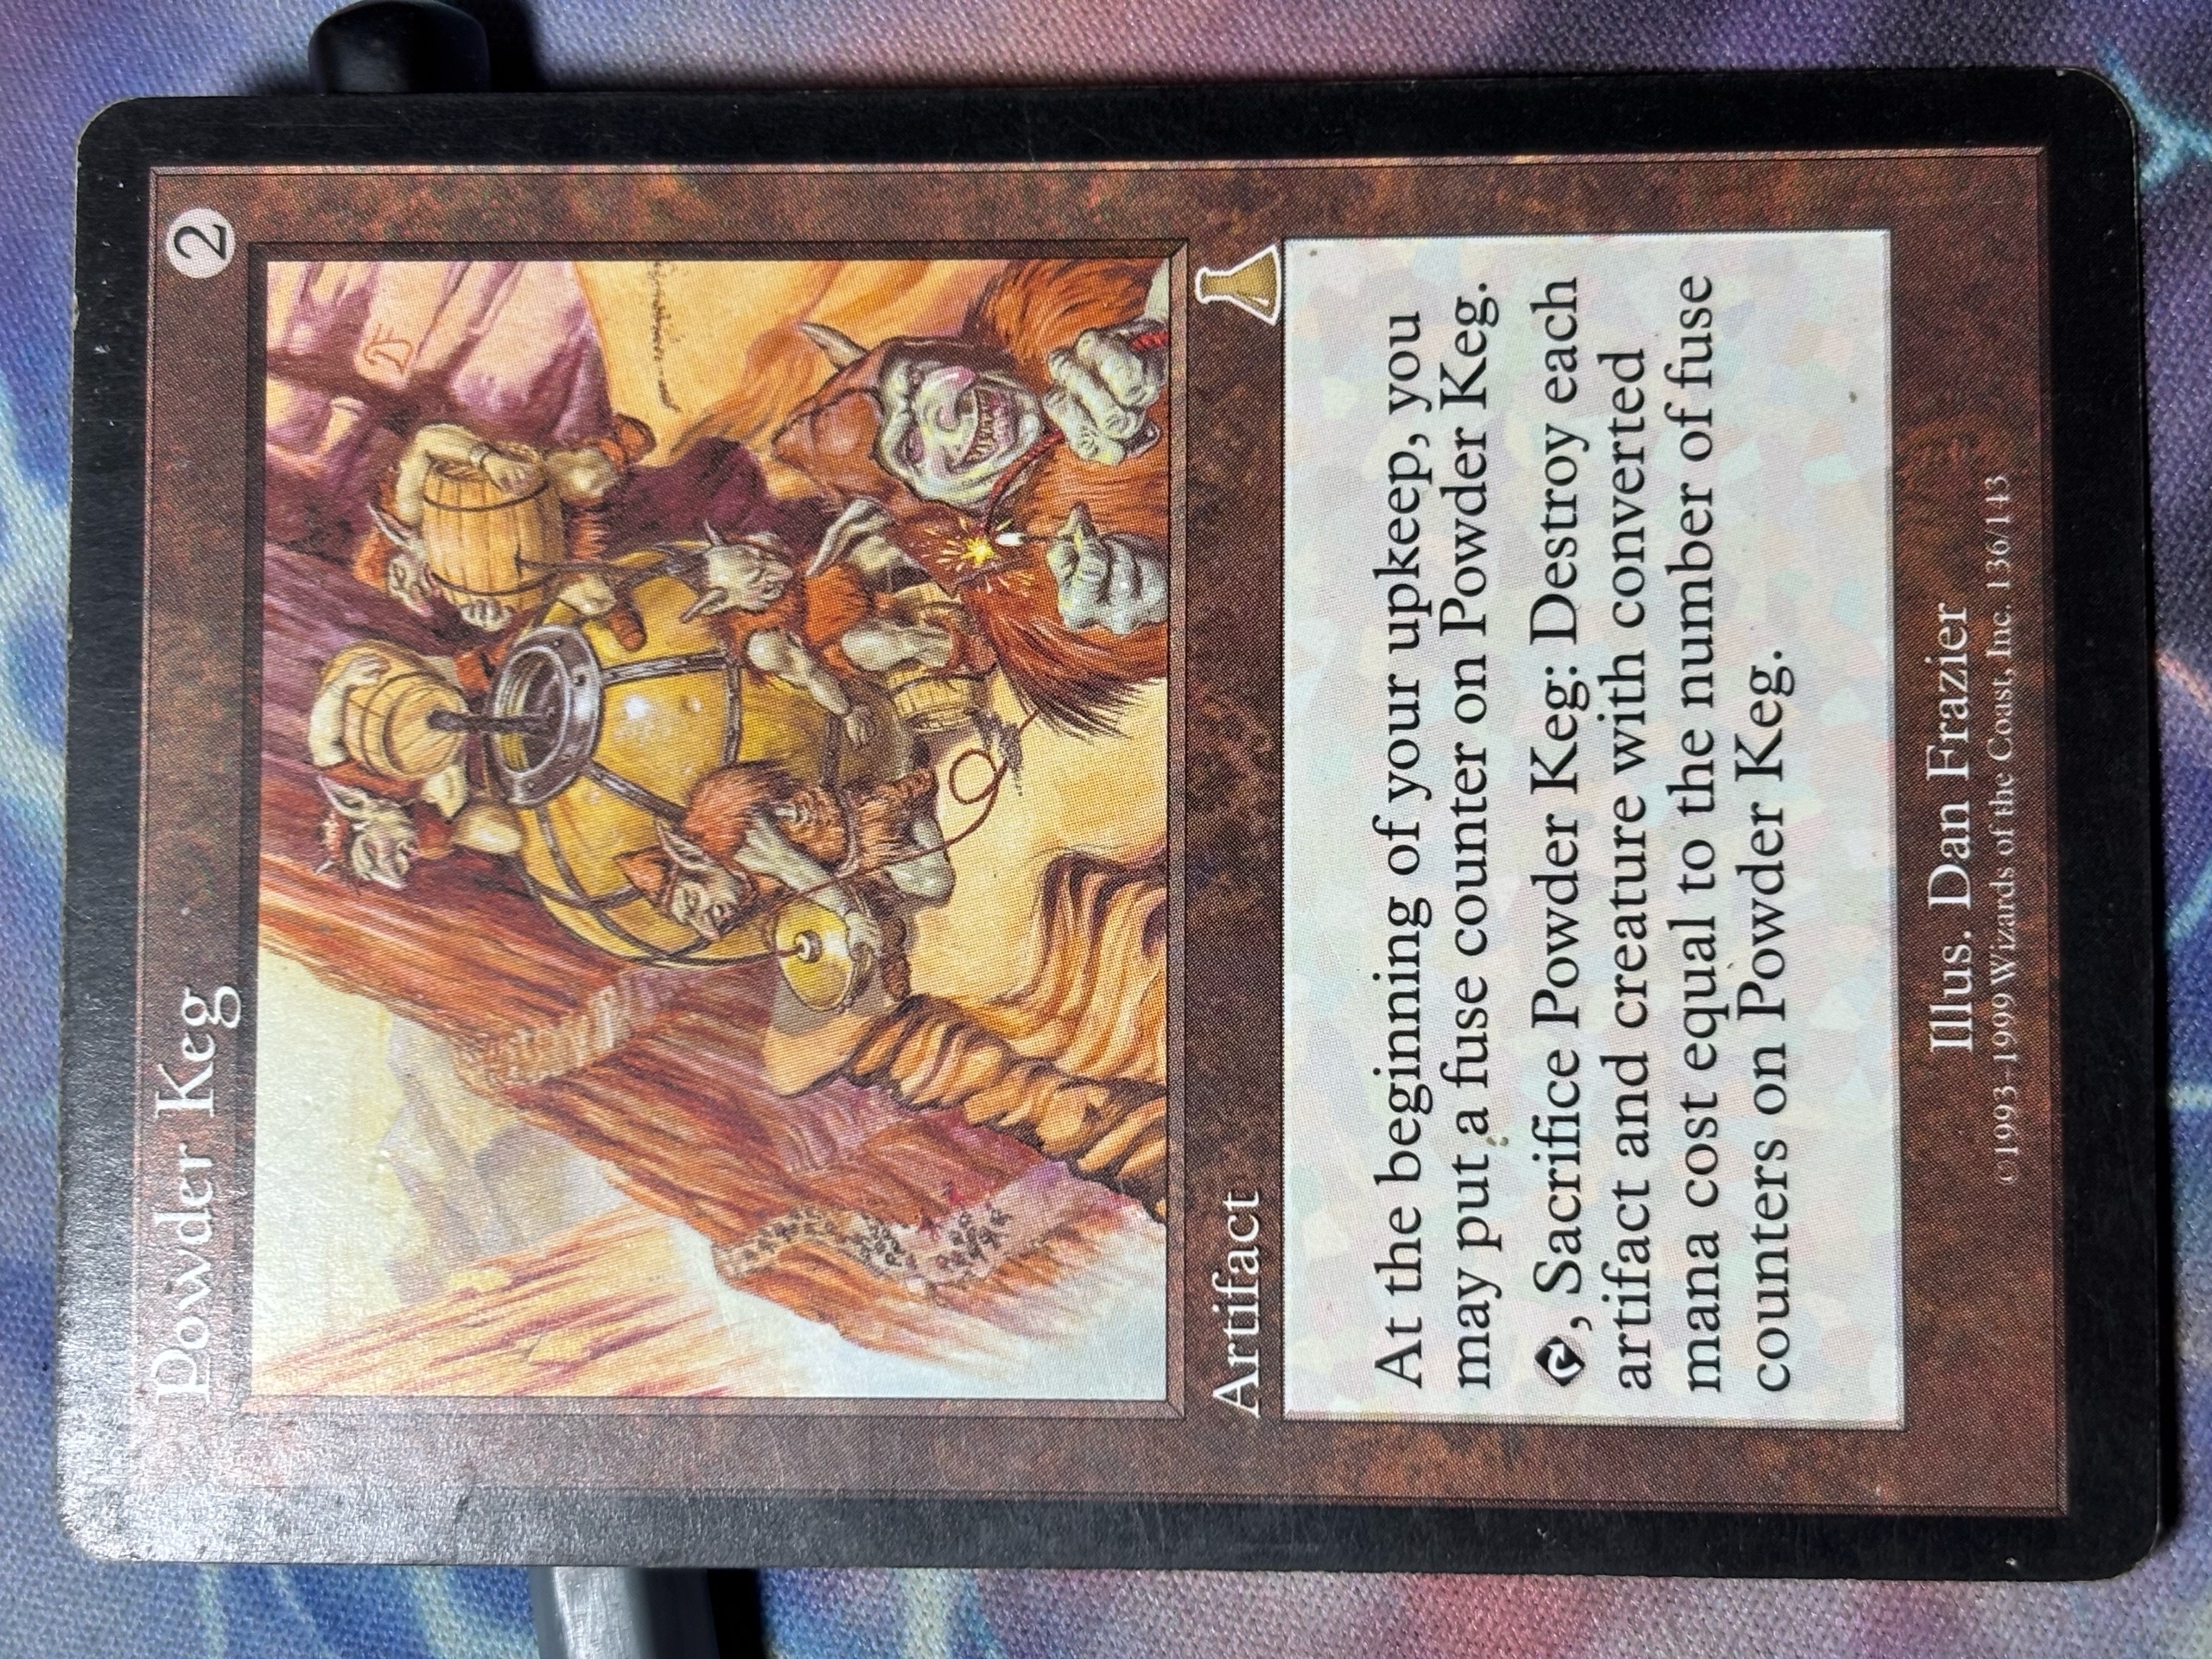 Powder Keg
2
Artifact
At the beginning of your upkeep, you
may put a fuse counter on Powder Keg.
, Sacrifice Powder Keg: Destroy each
artifact and creature with converted
mana cost equal to the number of fuse
counters on Powder Keg.
Illus. Dan Frazier
©1993-1999 Wizards of the Coast, Inc. 136/143